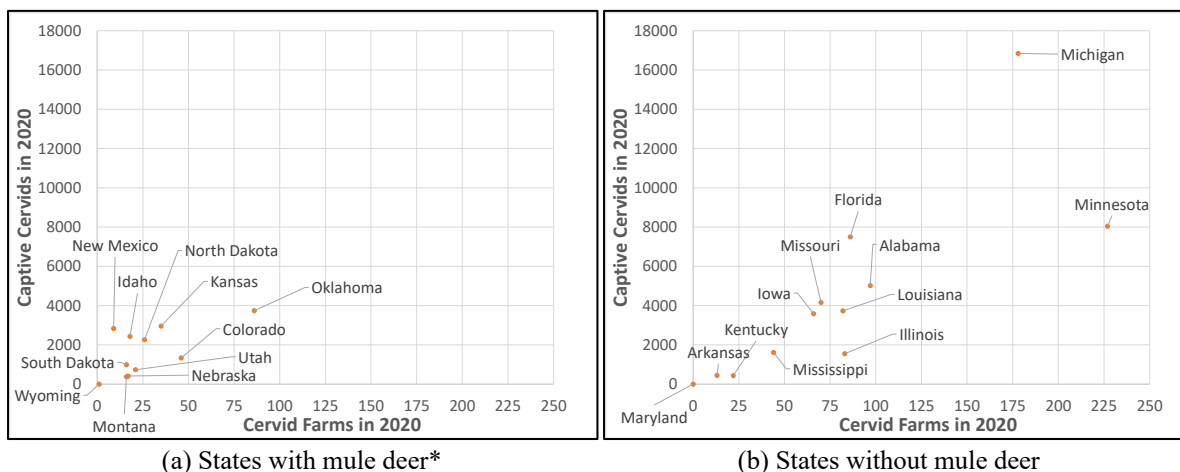 18000
16000
14000
12000
10000
8000
6000
4000
2000
0
Captive Cervids in 2020
New Mexico
North Dakota
Idaho
Kansas
Oklahoma
Colorado
South Dakota
Utah
Nebraska
Wyoming
Montana
0 25 50 75 100 125 150 175 200 225 250
Cervid Farms in 2020
(a) States with mule deer*
18000
16000
14000
12000
10000
8000
6000
4000
2000
0
Captive Cervids in 2020
Michigan
Florida
Minnesota
Missouri
Alabama
Iowa
Louisiana
Kentucky
Illinois
Arkansas
Mississippi
Maryland
0 25 50 75 100 125 150 175 200 225 250
Cervid Farms in 2020
(b) States without mule deer